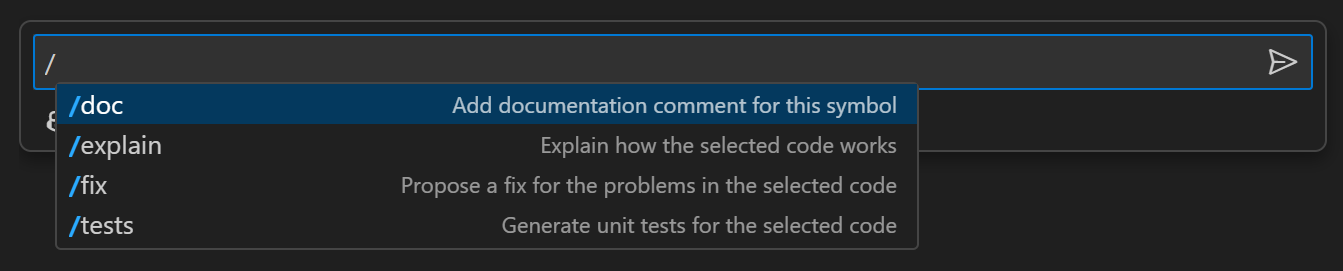 /
/doc Add documentation comment for this symbol
/explain Explain how the selected code works
/fix Propose a fix for the problems in the selected code
/tests Generate unit tests for the selected code